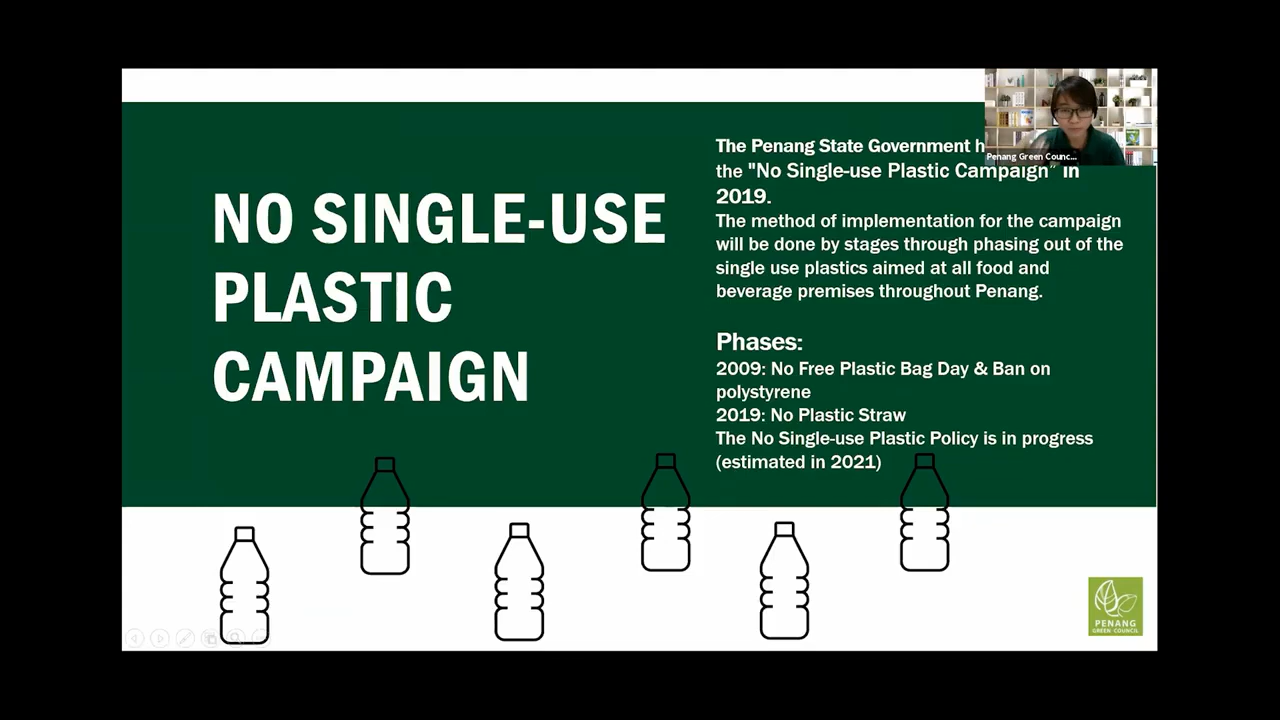 NO SINGLE-USE
PLASTIC
CAMPAIGN
The Penang State Government
the "No Single-use Plastic Campaign" in
2019.
The method of implementation for the campaign
will be done by stages through phasing out of the
single use plastics aimed at all food and
beverage premises throughout Penang.
Phases:
2009: No Free Plastic Bag Day & Ban on
polystyrene
2019: No Plastic Straw
The No Single-use Plastic Policy is in progress
(estimated in 2021)
Penang Green Counc...
PENANG
GREEN COUNCIL